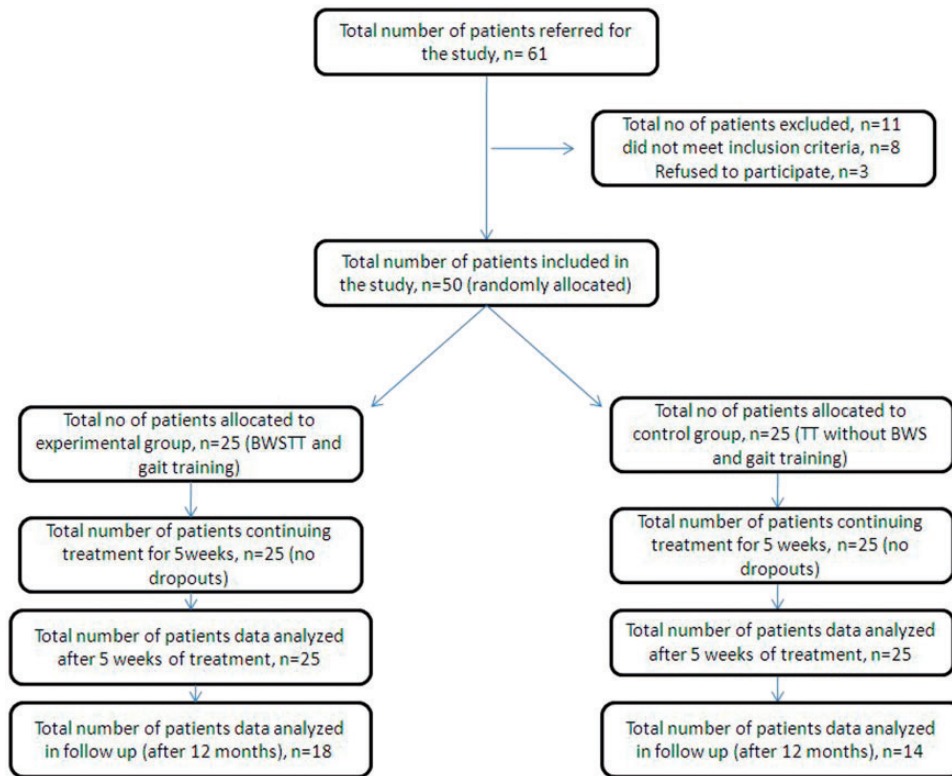 Total number of patients referred for
the study, n= 61
Total no of patients excluded, n=11
did not meet inclusion criteria, n=8
Refused to participate, n=3
Total number of patients included in
the study, n=50 (randomly allocated)
Total no of patients allocated to
experimental group, n=25 (BWSTT and
gait training)
Total number of patients continuing
treatment for 5weeks, n=25 (no
dropouts)
Total number of patients data analyzed
after 5 weeks of treatment, n=25
Total number of patients data analyzed
in follow up (after 12 months), n=18
Total no of patients allocated to
control group, n=25 (TT without BWS
and gait training)
Total number of patients continuing
treatment for 5 weeks, n=25 (no
dropouts)
Total number of patients data analyzed
after 5 weeks of treatment, n=25
Total number of patients data analyzed
in follow up (after 12 months), n=14